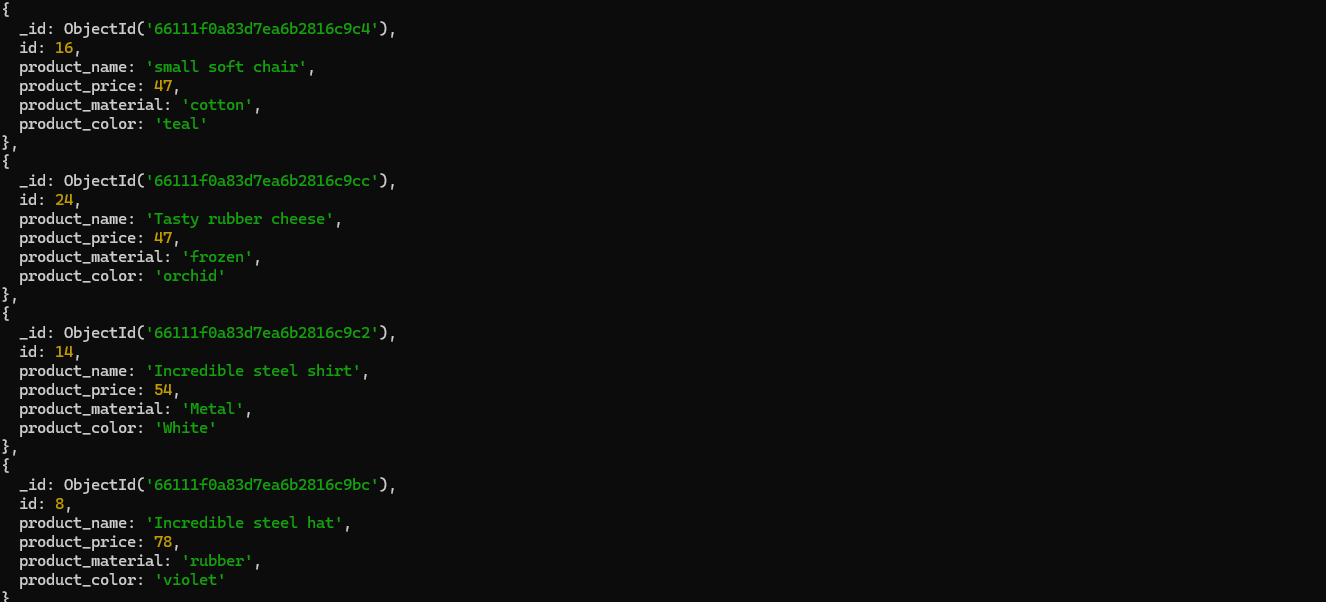 {
  _id: ObjectId('66111f0a83d7ea6b2816c9c4'),
  id: 16,
  product_name: 'small soft chair',
  product_price: 47,
  product_material: 'cotton',
  product_color: 'teal'
},
{
  _id: ObjectId('66111f0a83d7ea6b2816c9cc'),
  id: 24,
  product_name: 'Tasty rubber cheese',
  product_price: 47,
  product_material: 'frozen',
  product_color: 'orchid'
},
{
  _id: ObjectId('66111f0a83d7ea6b2816c9c2'),
  id: 14,
  product_name: 'Incredible steel shirt',
  product_price: 54,
  product_material: 'Metal',
  product_color: 'White'
},
{
  _id: ObjectId('66111f0a83d7ea6b2816c9bc'),
  id: 8,
  product_name: 'Incredible steel hat',
  product_price: 78,
  product_material: 'rubber',
  product_color: 'violet'
}